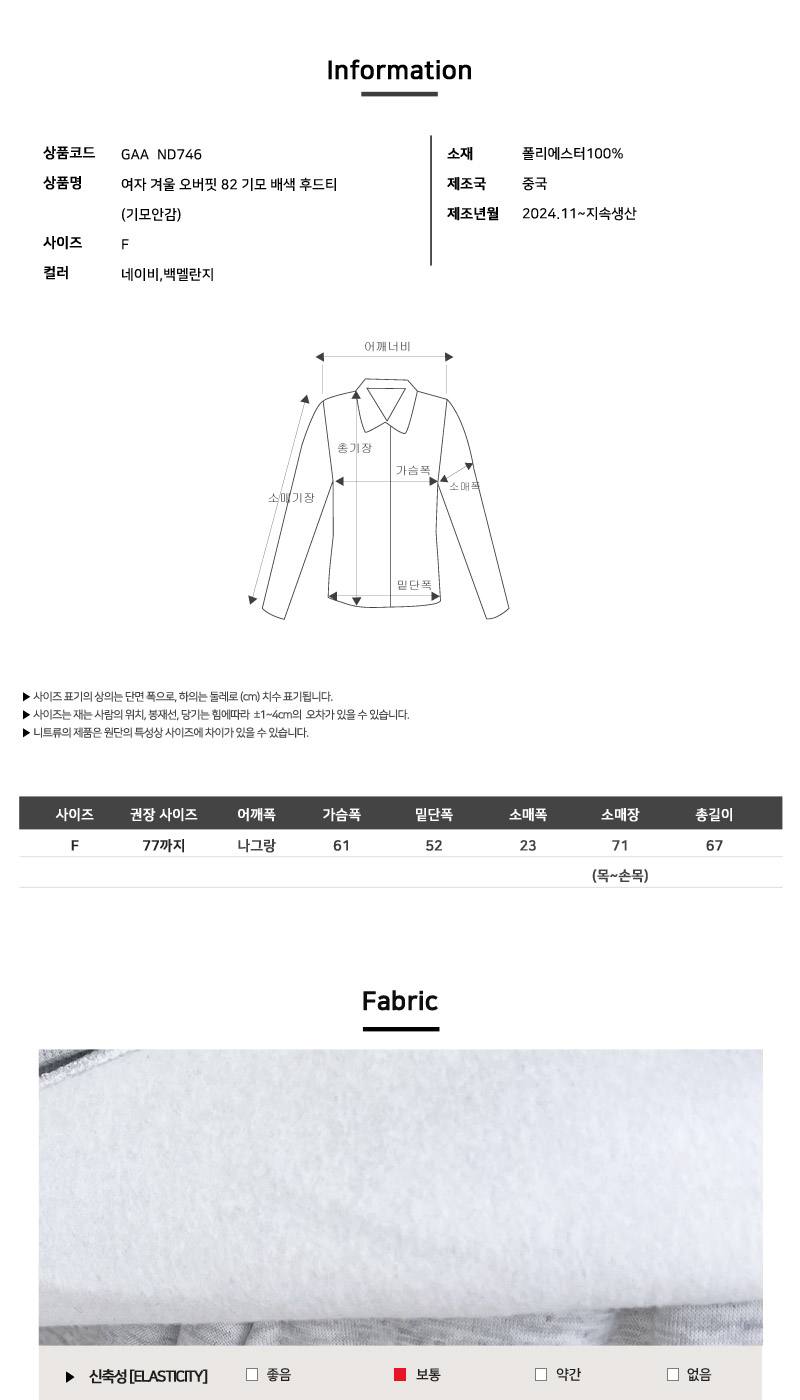 Information
상품코드 GAA ND746
상품명 여자 겨울 오버핏 82 기모 배색 후드티
(기모안감)
사이즈 F
컬러 네이비,백멜란지
소재 폴리에스터100%
제조국 중국
제조년월 2024.11~지속생산
어깨너비
총기장
가슴폭
소매폭
소매기장
밑단폭
▶ 사이즈 표기의 상의는 단면 폭으로, 하의는 둘레로 (cm) 치수 표기됩니다.
▶ 사이즈는 재는 사람의 위치, 봉재선, 당기는 힘에따라 ±1~4cm의 오차가 있을 수 있습니다.
▶ 니트류의 제품은 원단의 특성상 사이즈에 차이가 있을 수 있습니다.
사이즈 권장 사이즈 어깨폭 가슴폭 밑단폭 소매폭 소매장 총길이
F 77까지 나그랑 61 52 23 71 67
(목~손목)
Fabric
▶ 신축성 [ELASTICITY] 좋음 보통 약간 없음